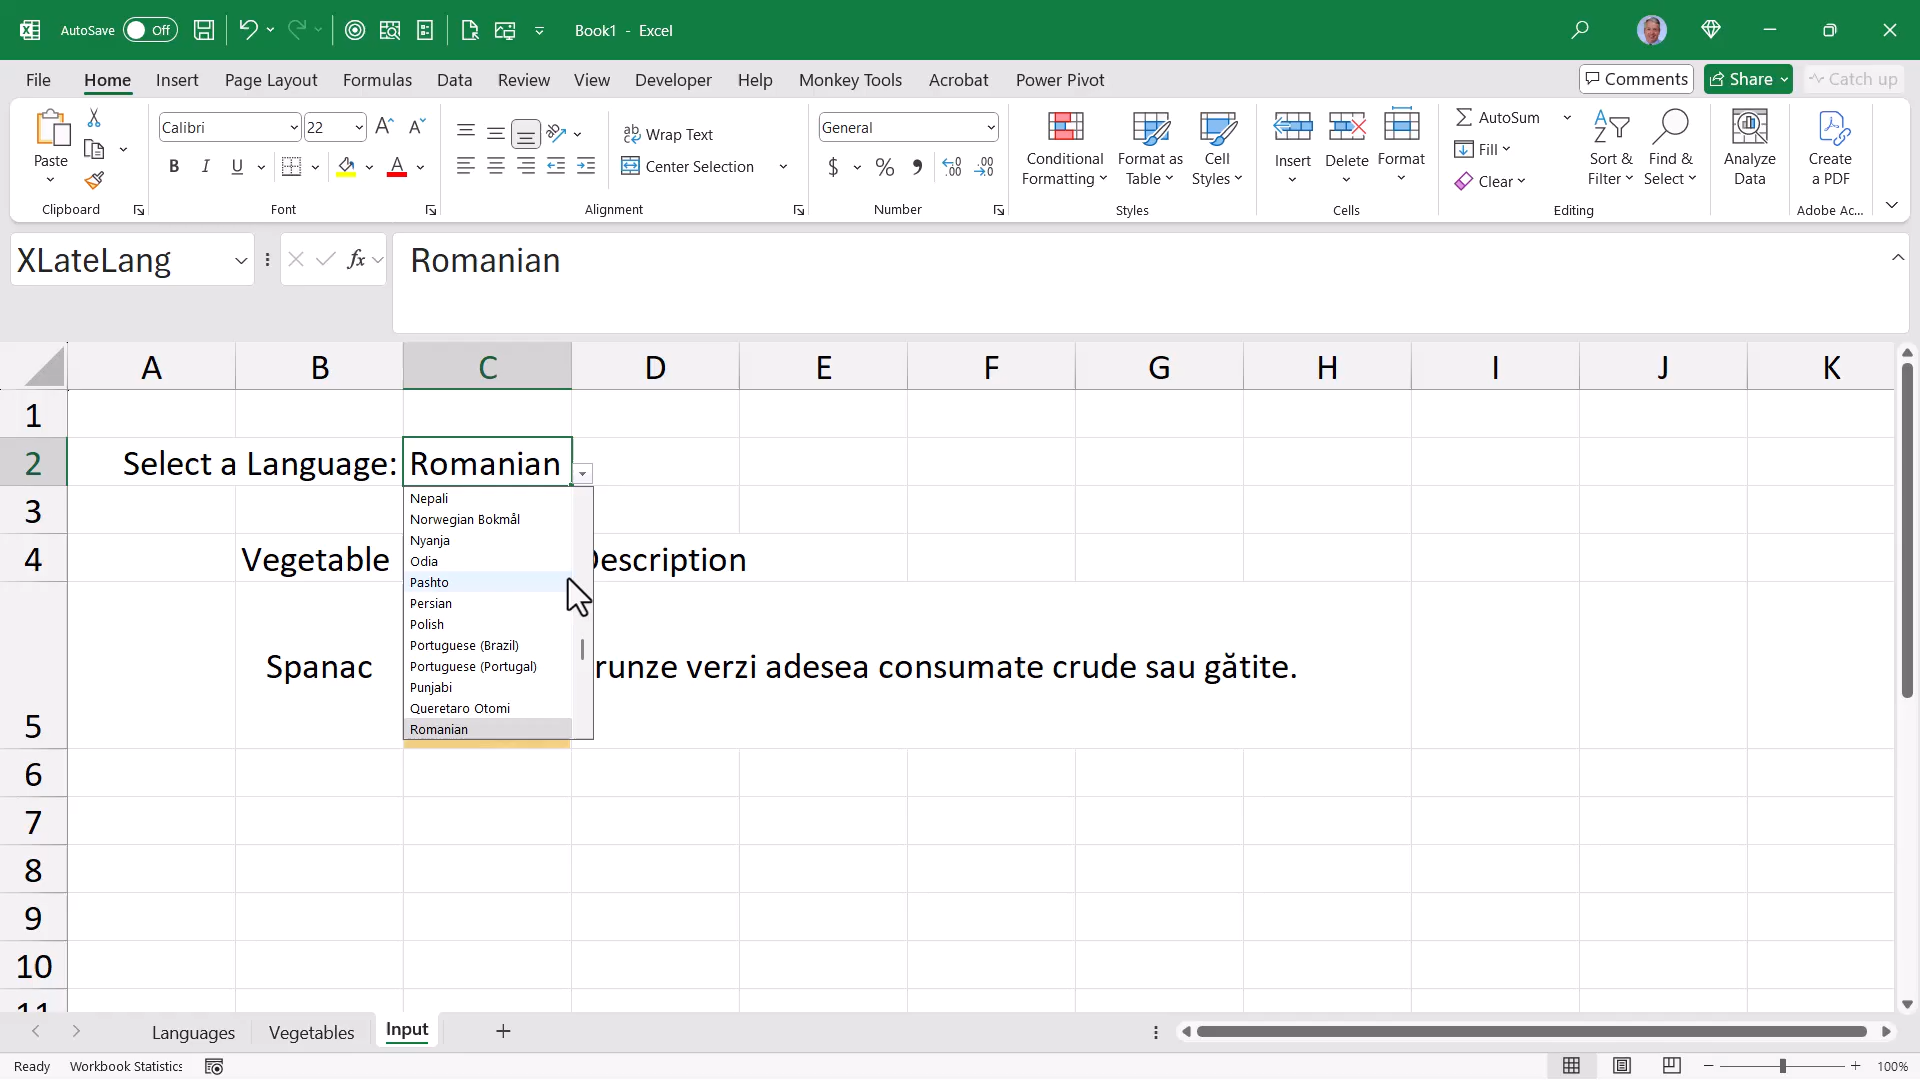 AutoSave Off Book1 - Excel
File Home Insert Page Layout Formulas Data Review View Developer Help Monkey Tools Acrobat Power Pivot Comments Share Catch up
Paste
Clipboard
Calibri 22
B I U A
Font
Wrap Text
Center Selection
Alignment
General
$ % .00
Number
Conditional Formatting
Format as Table
Cell Styles
Styles
Insert Delete Format
Cells
AutoSum
Fill
Clear
Sort & Filter
Find & Select
Editing
Analyze Data
Create a PDF
Adobe Ac...
XLateLang fx Romanian
A B C D E F G H I J K
1
2 Select a Language: Romanian
3
4 Vegetable Description
5 Spanac runze verzi adesea consumate crude sau gătite.
Nepali
Norwegian Bokmål
Nyanja
Odia
Pashto
Persian
Polish
Portuguese (Brazil)
Portuguese (Portugal)
Punjabi
Queretaro Otomi
Romanian
6
7
8
9
10
11
Languages Vegetables Input
Ready Workbook Statistics 100%